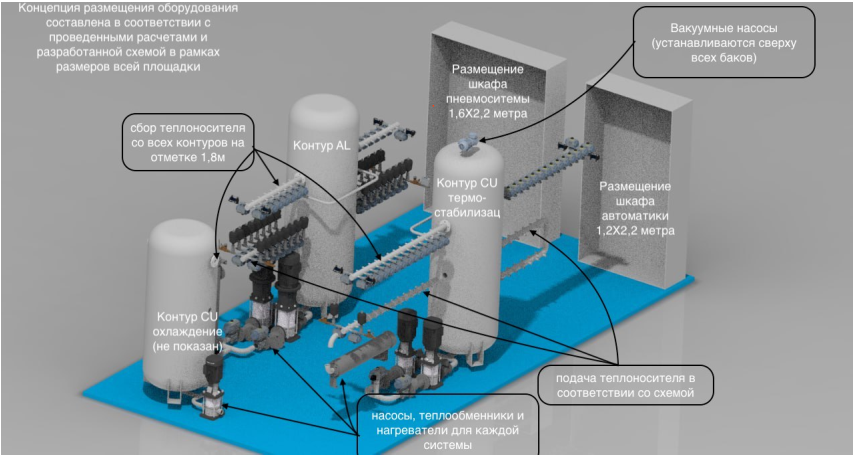 Концепция размещения оборудования
составлена в соответствии с
проведенными расчетами и
разработанной схемой в рамках
размеров всей площадки
Вакуумные насосы
(устанавливаются сверху
всех баков)
Размещение
шкафа
пневмоситемы
1,6Х2,2 метра
сбор теплоносителя
со всех контуров на
отметке 1,8м
Контур AL
Контур CU
термо-
стабилизац
Размещение
шкафа
автоматики
1,2Х2,2 метра
Контур CU
охлаждение
(не показан)
подача теплоносителя в
соответствии со схемой
насосы, теплообменники и
нагреватели для каждой
системы